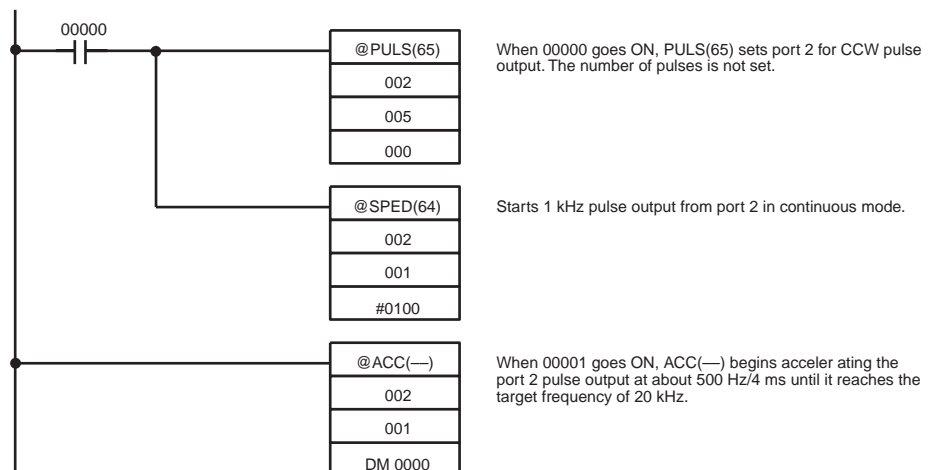 00000
@PULS(65)
002
005
000
When 00000 goes ON, PULS(65) sets port 2 for CCW pulse
output. The number of pulses is not set.
@SPED(64)
002
001
#0100
Starts 1 kHz pulse output from port 2 in continuous mode.
@ACC(––)
002
001
DM 0000
When 00001 goes ON, ACC(––) begins acceler ating the
port 2 pulse output at about 500 Hz/4 ms until it reaches the
target frequency of 20 kHz.